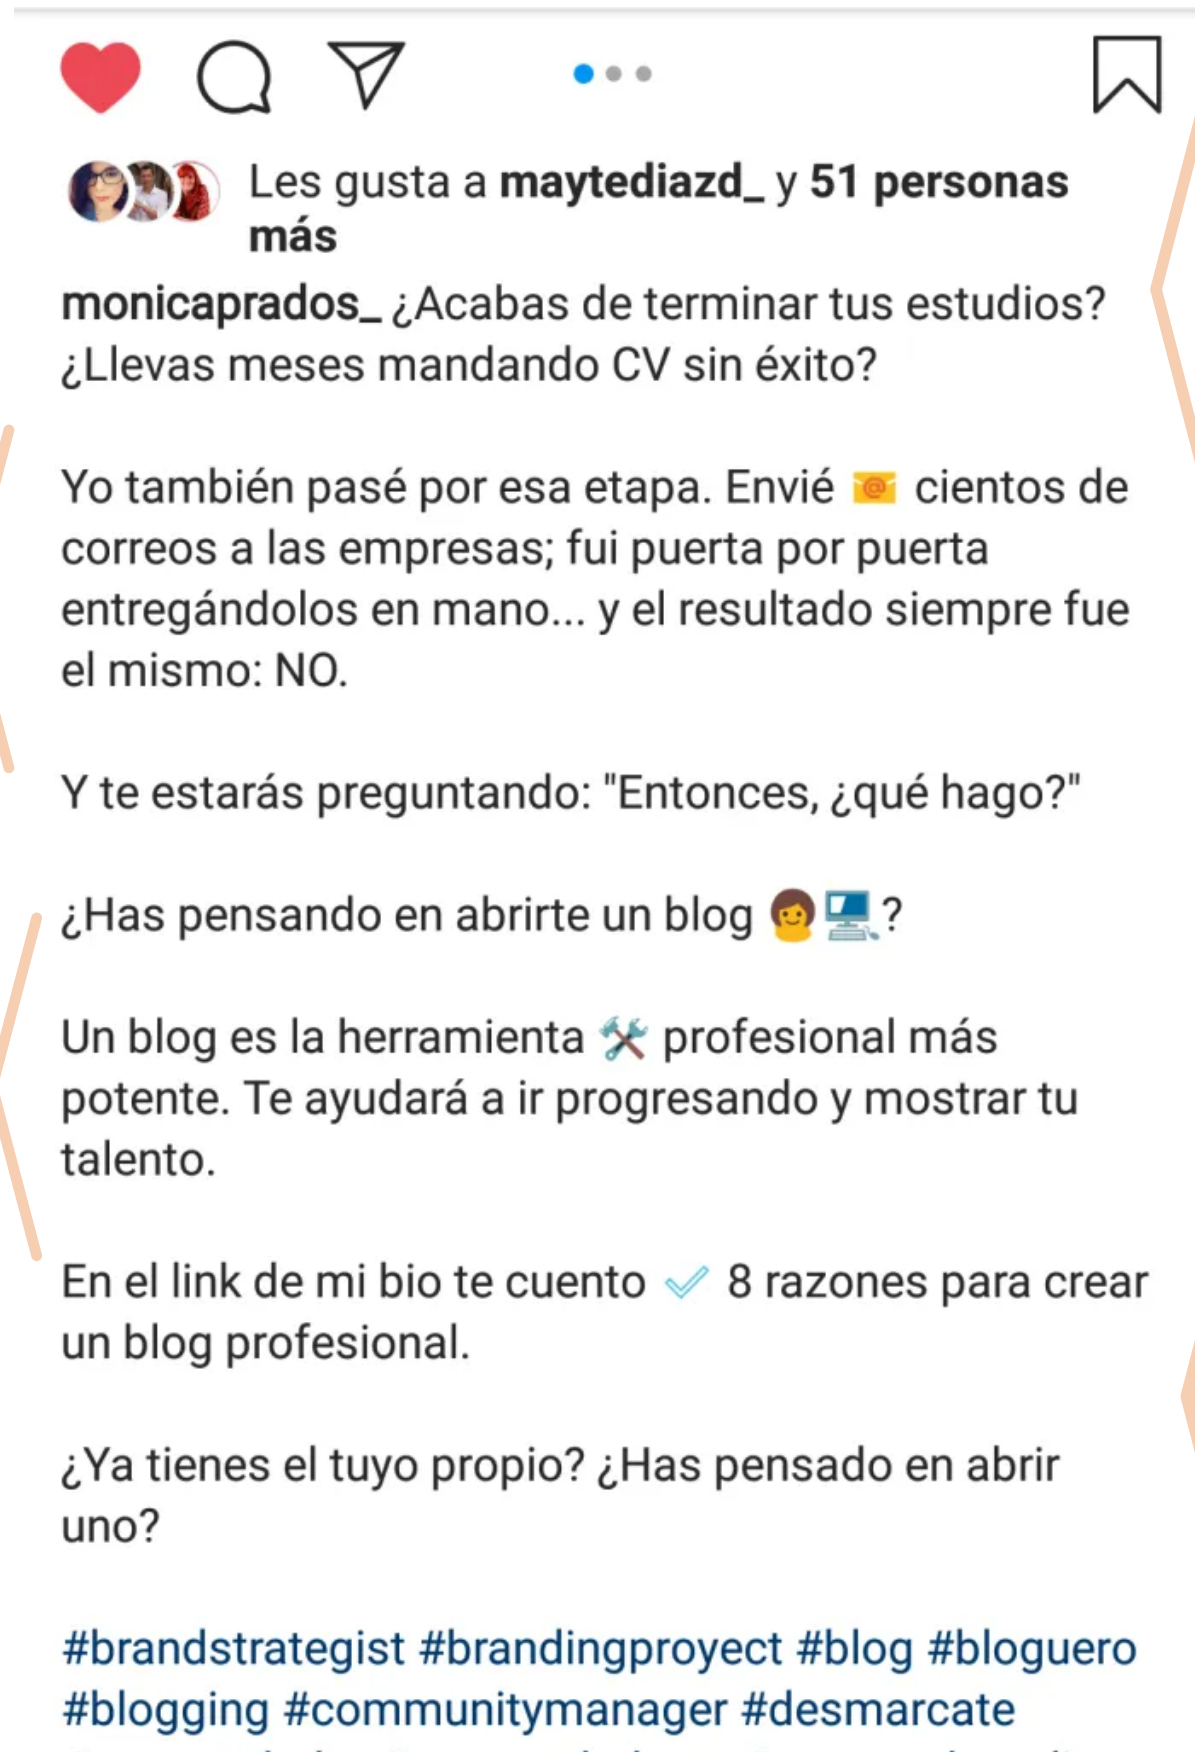 Les gusta a maytediazd_ y 51 personas
más
monicaprados_ ¿Acabas de terminar tus estudios?
¿Llevas meses mandando CV sin éxito?
Yo también pasé por esa etapa. Envié 📧 cientos de
correos a las empresas; fui puerta por puerta
entregándolos en mano... y el resultado siempre fue
el mismo: NO.
Y te estarás preguntando: "Entonces, ¿qué hago?"
¿Has pensando en abrirte un blog 👩💻?
Un blog es la herramienta 🛠 profesional más
potente. Te ayudará a ir progresando y mostrar tu
talento.
En el link de mi bio te cuento ✅ 8 razones para crear
un blog profesional.
¿Ya tienes el tuyo propio? ¿Has pensado en abrir
uno?
#brandstrategist #brandingproyect #blog #bloguero
#blogging #communitymanager #desmarcate